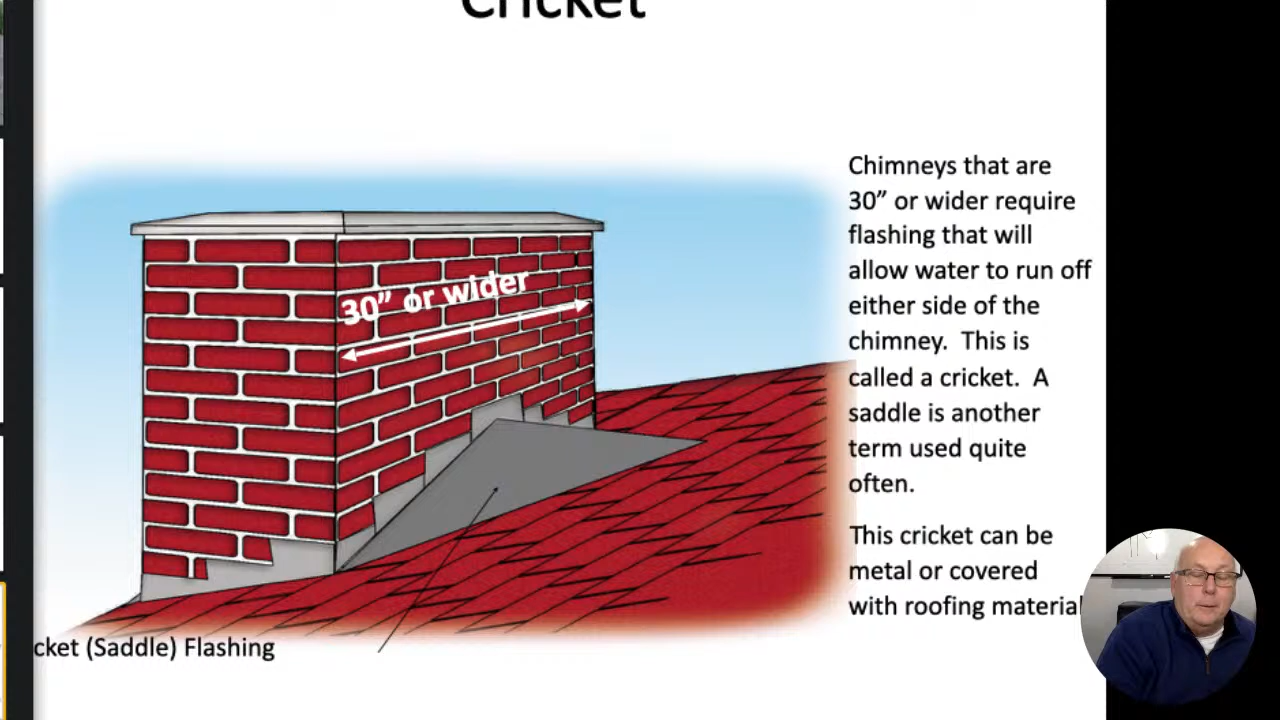 Cricket
30” or wider
Chimneys that are
30” or wider require
flashing that will
allow water to run off
either side of the
chimney. This is
called a cricket. A
saddle is another
term used quite
often.
This cricket can be
metal or covered
with roofing material
cket (Saddle) Flashing